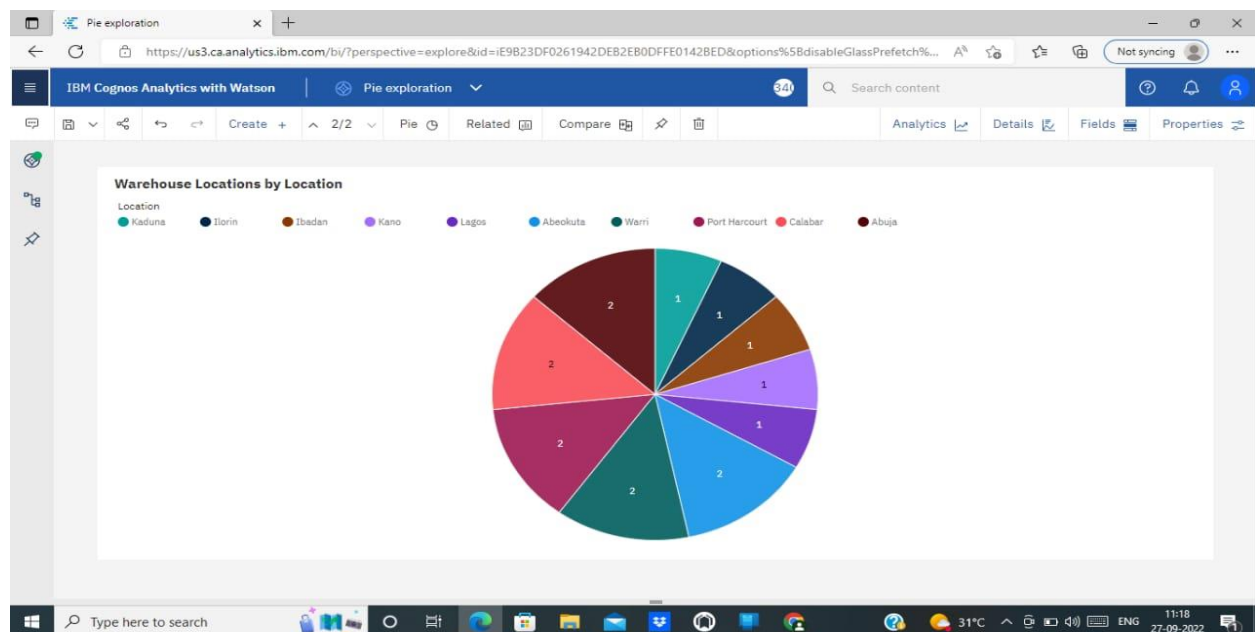 Pie exploration
https://us3.ca.analytics.ibm.com/bi/?perspective=explore&id=iE9B23DF0261942DEB2EB0DFFE0142BED&options%5BdisableGlassPrefetch%... Not syncing
IBM Cognos Analytics with Watson Pie exploration Search content
Create + 2/2 Pie Related Compare Analytics Details Fields Properties
Warehouse Locations by Location
Location
Kaduna Ilorin Ibadan Kano Lagos Abeokuta Warri Port Harcourt Calabar Abuja
2 1
1
1
2
1
1
2
2
2
Type here to search 31°C ENG 11:18
27-09-2022